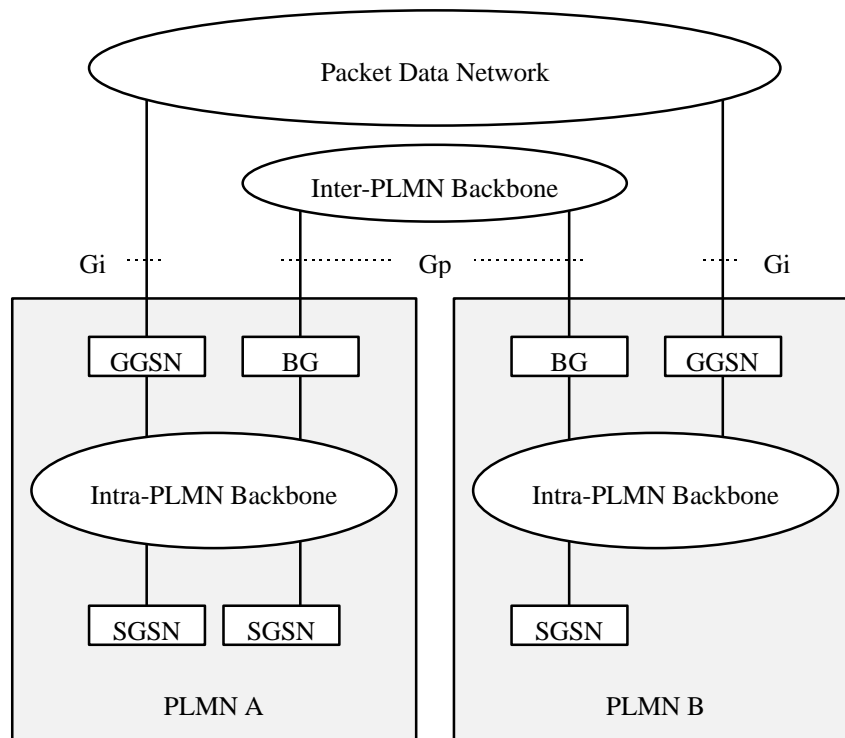 Packet Data Network
Inter-PLMN Backbone
Gi Gp Gi
GGSN BG BG GGSN
Intra-PLMN Backbone Intra-PLMN Backbone
SGSN SGSN SGSN
PLMN A PLMN B